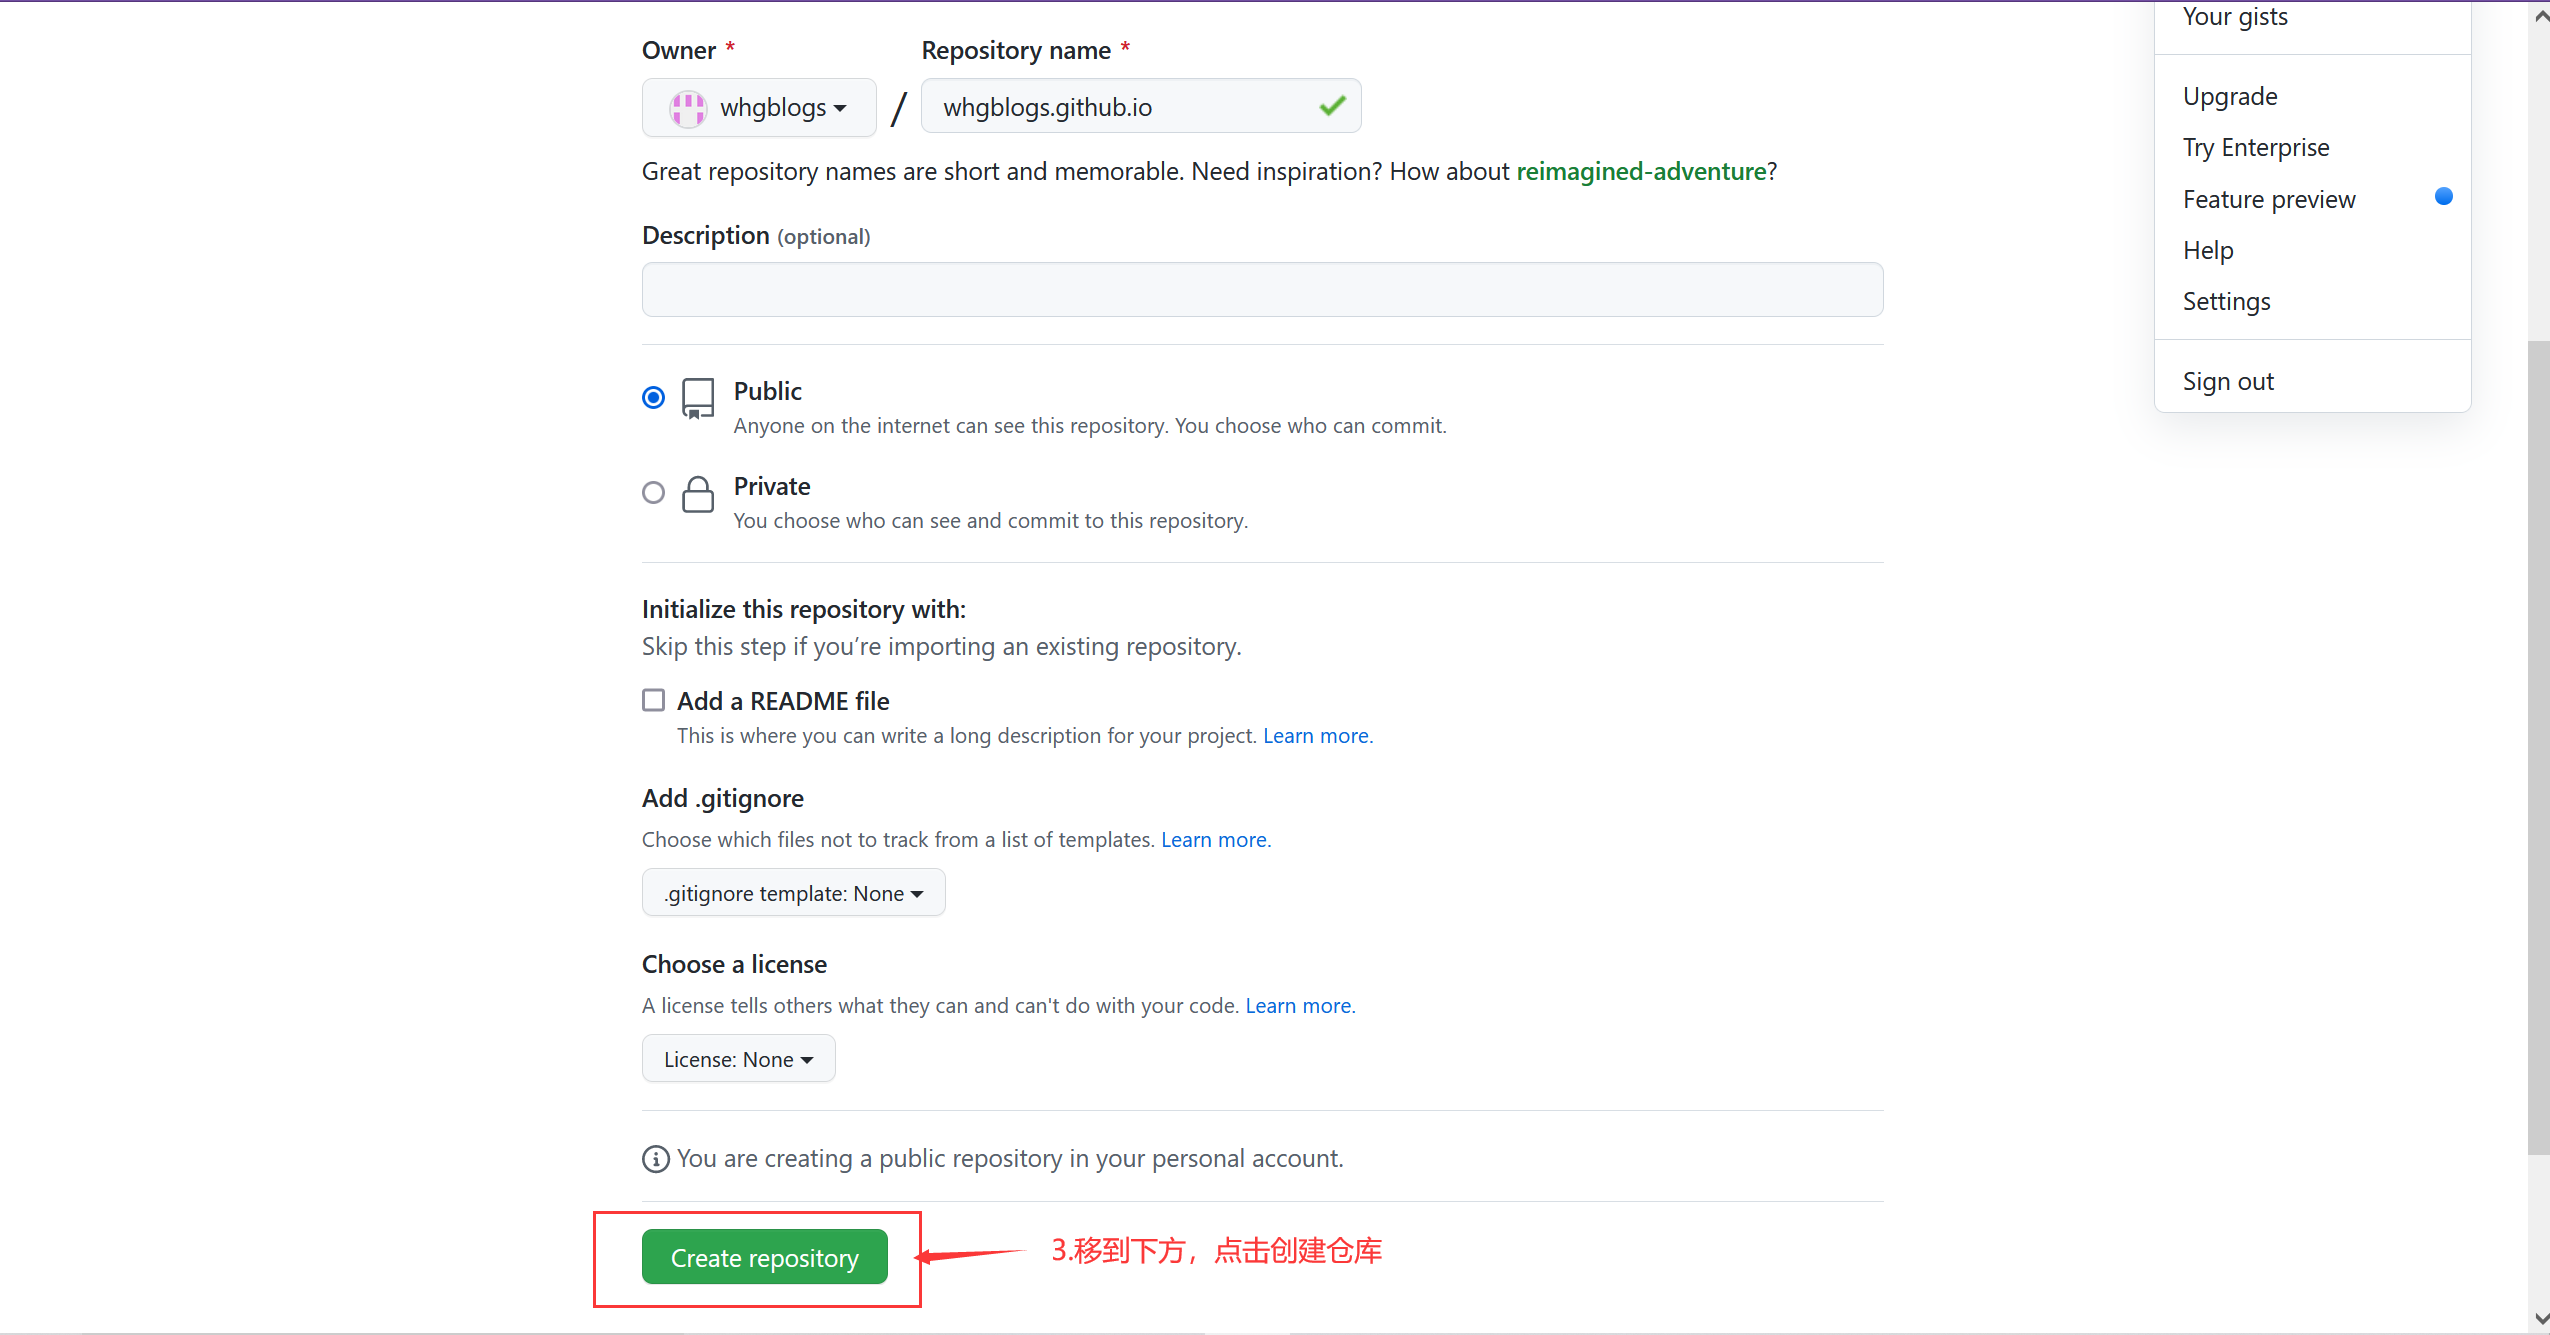 Your gists
Owner *
Repository name *
whgblogs
/
whgblogs.github.io
Upgrade
Try Enterprise
Great repository names are short and memorable. Need inspiration? How about reimagined-adventure?
Feature preview
Description (optional)
Help
Settings
Sign out
Public
Anyone on the internet can see this repository. You choose who can commit.
Private
You choose who can see and commit to this repository.
Initialize this repository with:
Skip this step if you’re importing an existing repository.
Add a README file
This is where you can write a long description for your project. Learn more.
Add .gitignore
Choose which files not to track from a list of templates. Learn more.
.gitignore template: None
Choose a license
A license tells others what they can and can't do with your code. Learn more.
License: None
You are creating a public repository in your personal account.
Create repository
3.移到下方，点击创建仓库